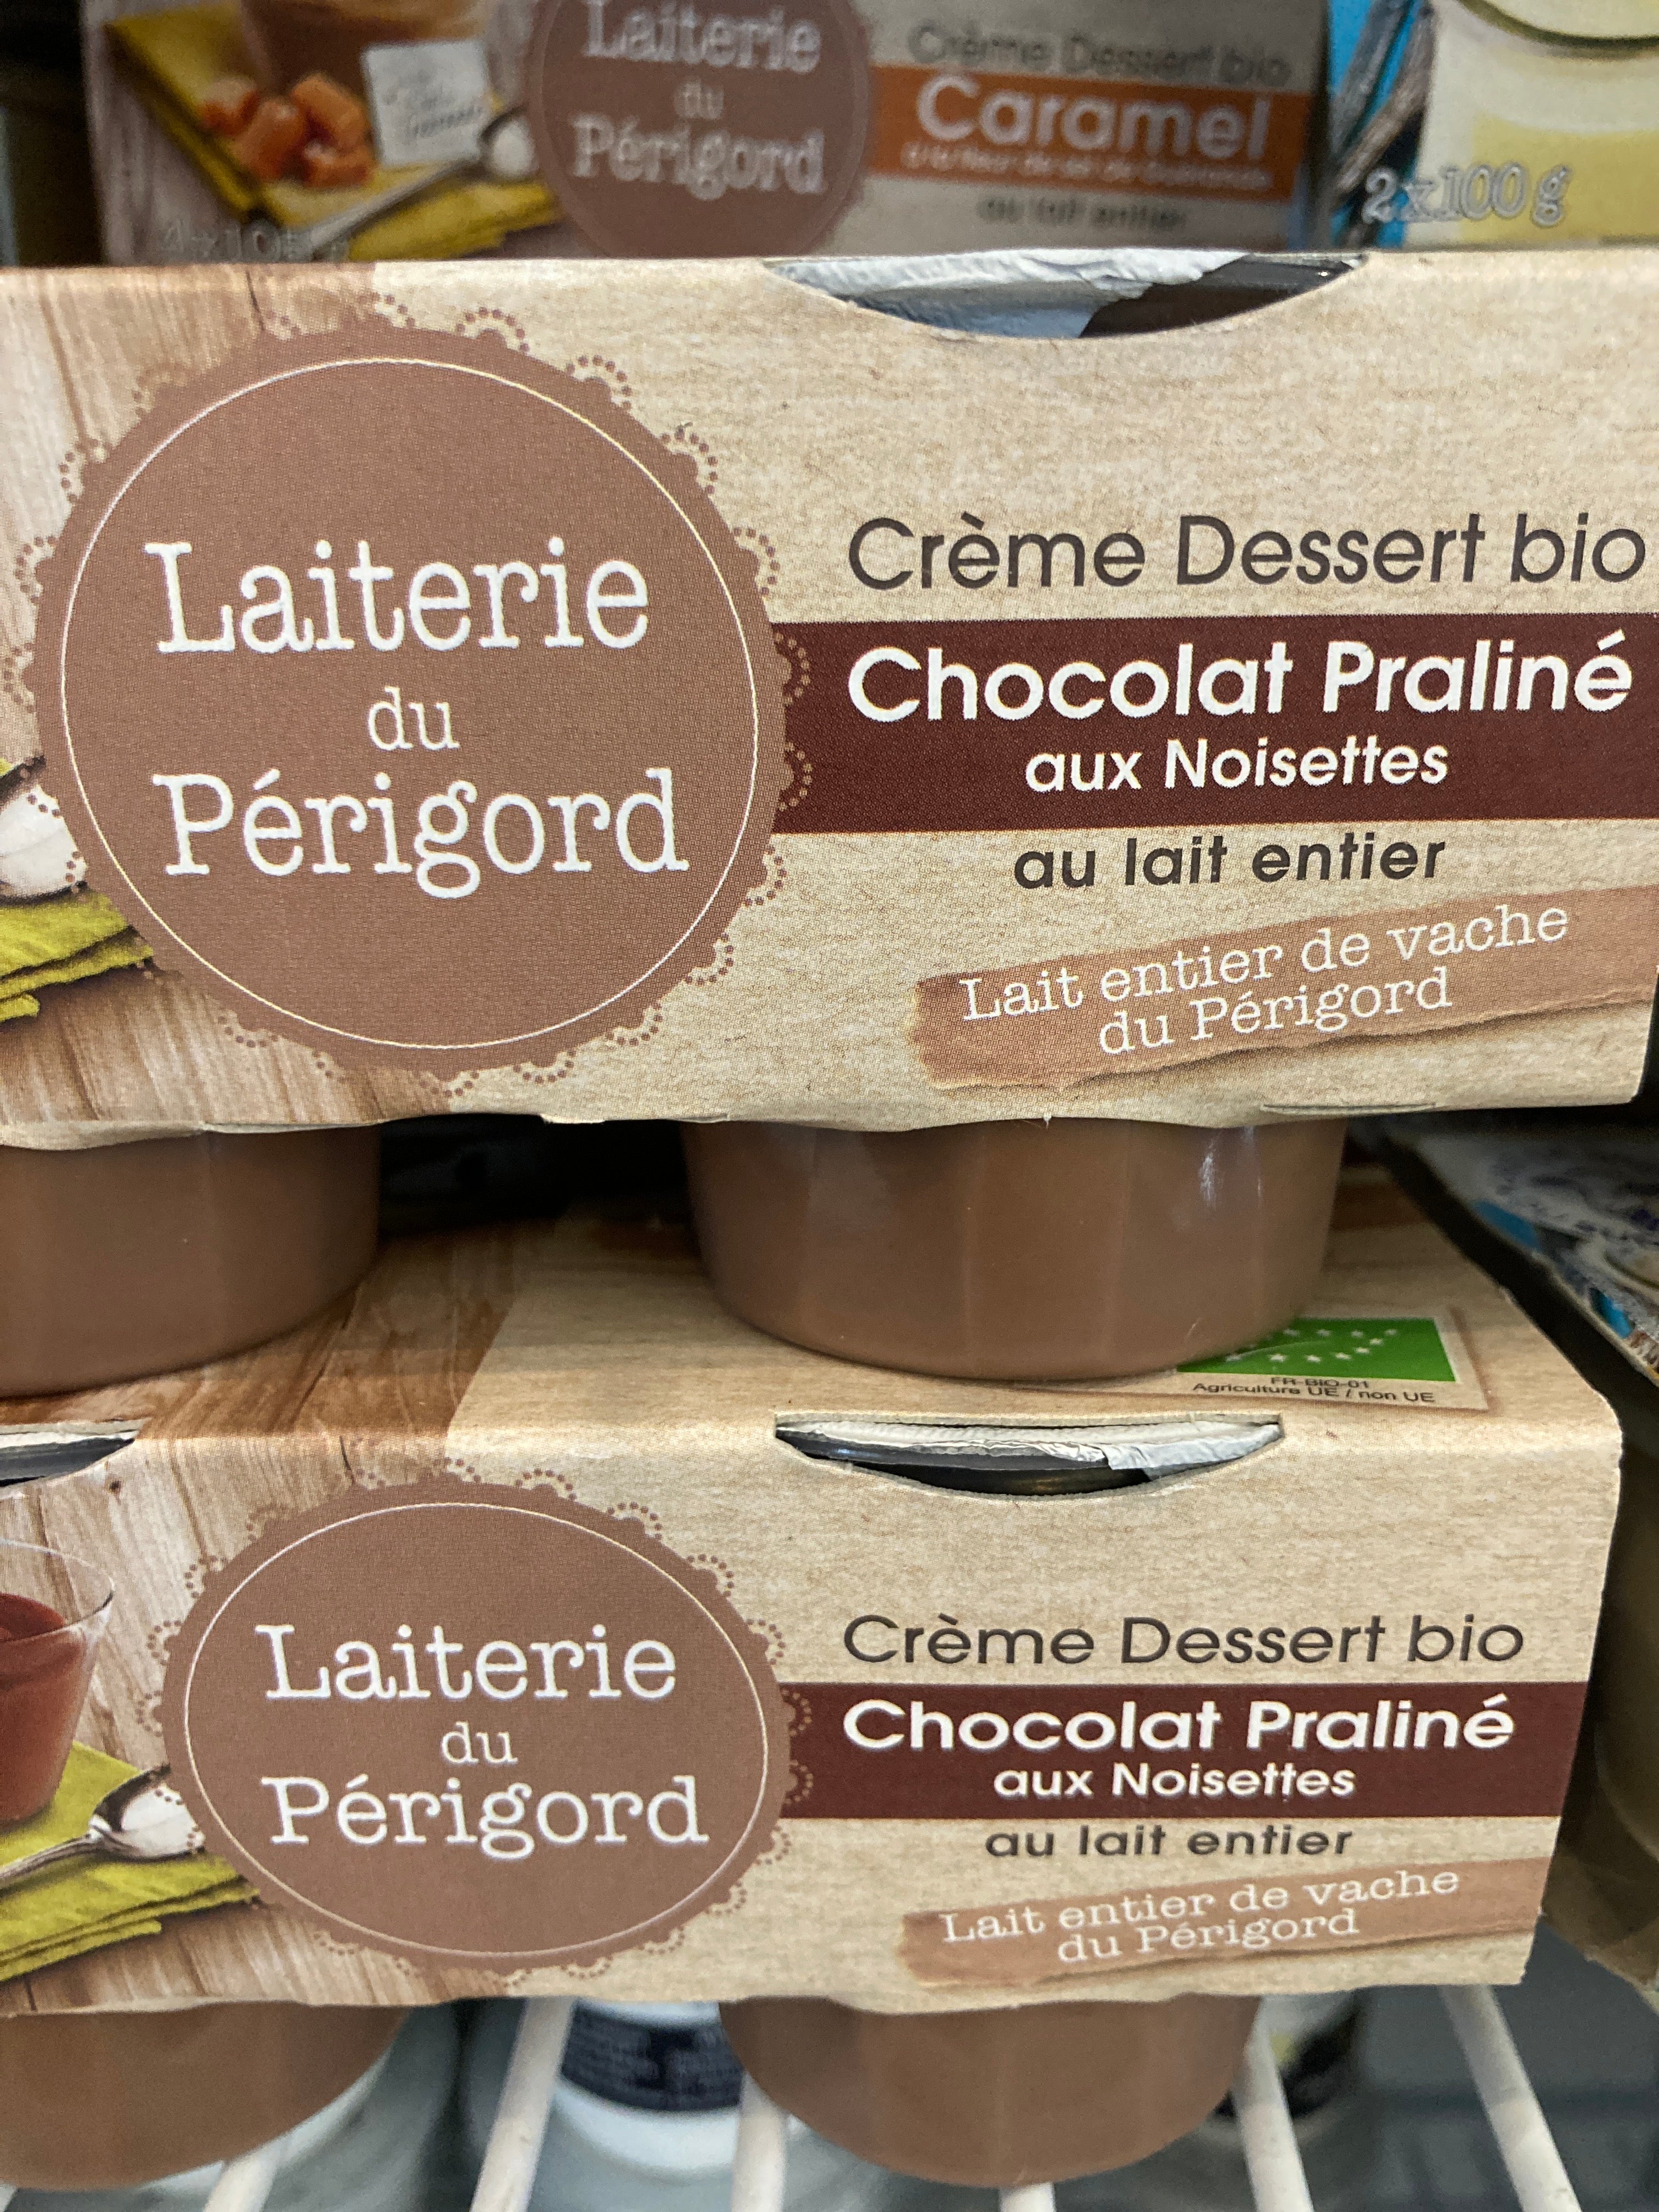 Laiterie
du
Périgord
Crème Dessert bio
Caramel
au lait entier
2x100 g
Laiterie
du
Périgord
Crème Dessert bio
Chocolat Praliné
aux Noisettes
au lait entier
Lait entier de vache
du Périgord
FR-BIO-01
Agriculture UE / non UE
Laiterie
du
Périgord
Crème Dessert bio
Chocolat Praliné
aux Noisettes
au lait entier
Lait entier de vache
du Périgord